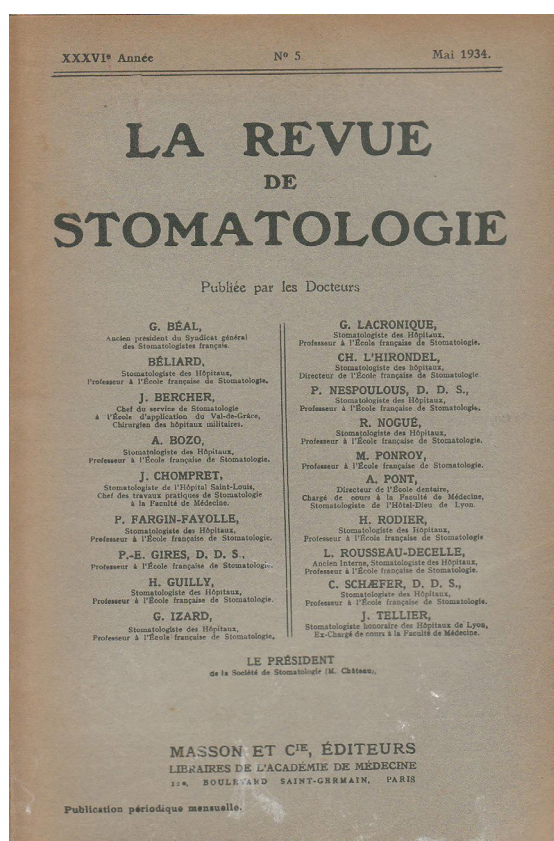 XXXVIe Année
No 5
Mai 1934.
LA REVUE
DE
STOMATOLOGIE
Publiée par les Docteurs
G. BÉAL,
Ancien président du Syndicat général
des Stomatologistes français.
BÉLIARD,
Stomatologiste des Hôpitaux,
Professeur à l'École française de Stomatologie.
J. BERCHER,
Chef du service de Stomatologie
à l'École d'application du Val-de-Grâce,
Chirurgien des hôpitaux militaires.
A. BOZO,
Stomatologiste des Hôpitaux,
Professeur à l'École française de Stomatologie.
J. CHOMPRET,
Stomatologiste de l'Hôpital Saint-Louis,
Chef des travaux pratiques de Stomatologie
à la Faculté de Médecine.
P. FARGIN-FAYOLLE,
Stomatologiste des Hôpitaux,
Professeur à l'École française de Stomatologie.
P.-E. GIRES, D. D. S.,
Stomatologiste des Hôpitaux,
Professeur à l'École française de Stomatologie.
H. GUILLY,
Stomatologiste des Hôpitaux,
Professeur à l'École française de Stomatologie.
G. IZARD,
Stomatologiste des Hôpitaux,
Professeur à l'École française de Stomatologie.
G. LACRONIQUE,
Stomatologiste des Hôpitaux,
Professeur à l'École française de Stomatologie.
CH. L'HIRONDEL,
Stomatologiste des Hôpitaux,
Directeur de l'École française de Stomatologie.
P. NESPOULOUS, D. D. S.,
Stomatologiste des Hôpitaux,
Professeur à l'École française de Stomatologie.
R. NOGUÉ,
Stomatologiste des Hôpitaux,
Professeur à l'École française de Stomatologie.
M. PONROY,
Professeur à l'École française de Stomatologie.
A. PONT,
Directeur de l'École dentaire,
Chargé de cours à la Faculté de Médecine,
Stomatologiste de l'Hôtel-Dieu de Lyon.
H. RODIER,
Stomatologiste des Hôpitaux,
Professeur à l'École française de Stomatologie
L. ROUSSEAU-DECELLE,
Ancien Interne, Stomatologiste des Hôpitaux,
Professeur à l'École française de Stomatologie.
C. SCHÆFER, D. D. S.,
Stomatologiste des Hôpitaux,
Professeur à l'École française de Stomatologie.
J. TELLIER,
Stomatologiste honoraire des Hôpitaux de Lyon,
Ex-Chargé de cours à la Faculté de Médecine.
LE PRÉSIDENT
de la Société de Stomatologie (M. Château).
MASSON ET CIE, ÉDITEURS
LIBRAIRES DE L'ACADÉMIE DE MÉDECINE
BOULEVARD SAINT-GERMAIN, PARIS
Publication périodique mensuelle.